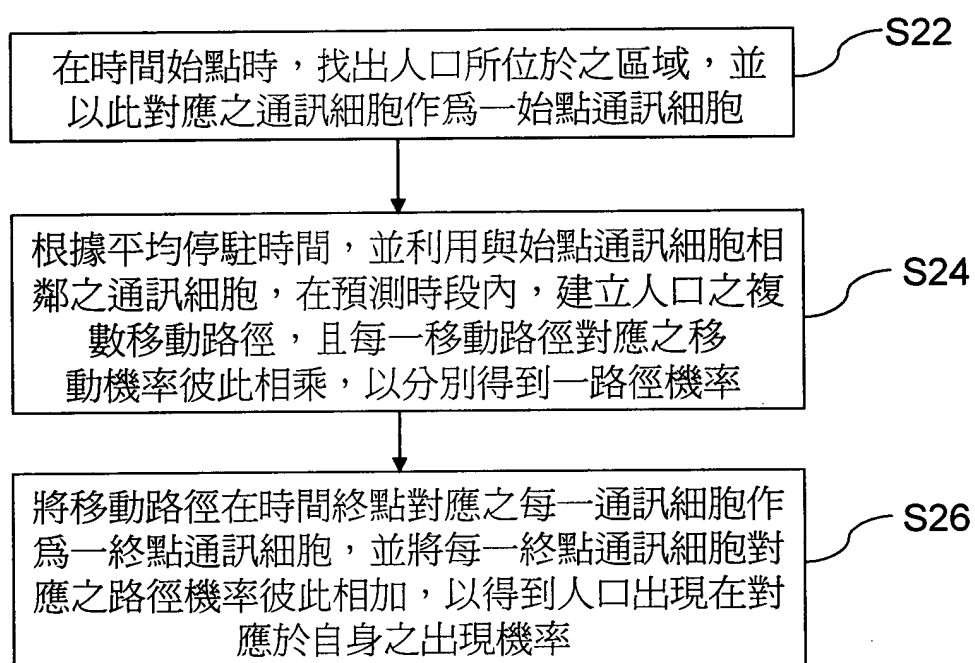 S22
在時間始點時，找出人口所位於之區域，並
以此對應之通訊細胞作爲一始點通訊細胞
S24
根據平均停駐時間，並利用與始點通訊細胞相
鄰之通訊細胞，在預測時段內，建立人口之複
數移動路徑，且每一移動路徑對應之移
動機率彼此相乘，以分別得到一路徑機率
S26
將移動路徑在時間終點對應之每一通訊細胞作
爲一終點通訊細胞，並將每一終點通訊細胞對
應之路徑機率彼此相加，以得到人口出現在對
應於自身之出現機率